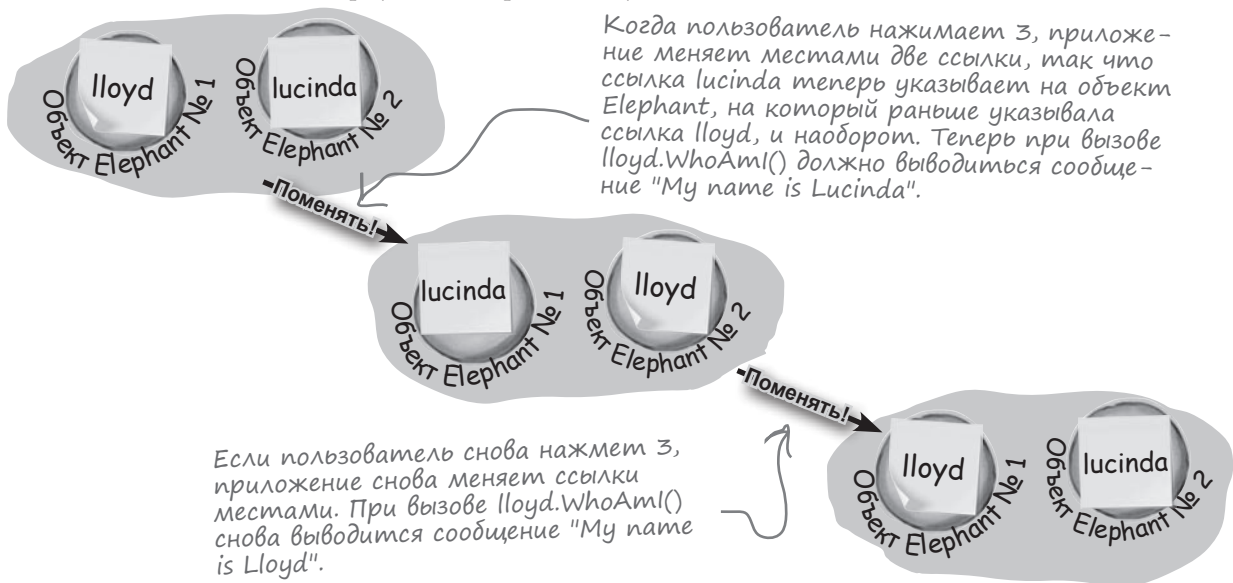 Когда пользователь нажимает 3, приложе-
ние меняет местами две ссылки, так что
ссылка lucinda теперь указывает на объект
Elephant, на который раньше указывала
ссылка lloyd, и наоборот. Теперь при вызове
lloyd.WhoAmI() должно выводиться сообще-
ние "My name is Lucinda".
lloyd
Объект Elephant № 1
lucinda
Объект Elephant № 2
Поменять!
lucinda
Объект Elephant № 1
lloyd
Объект Elephant № 2
Поменять!
Если пользователь снова нажмет 3,
приложение снова меняет ссылки
местами. При вызове lloyd.WhoAmI()
снова выводится сообщение "My name
is Lloyd".
lloyd
Объект Elephant № 1
lucinda
Объект Elephant № 2